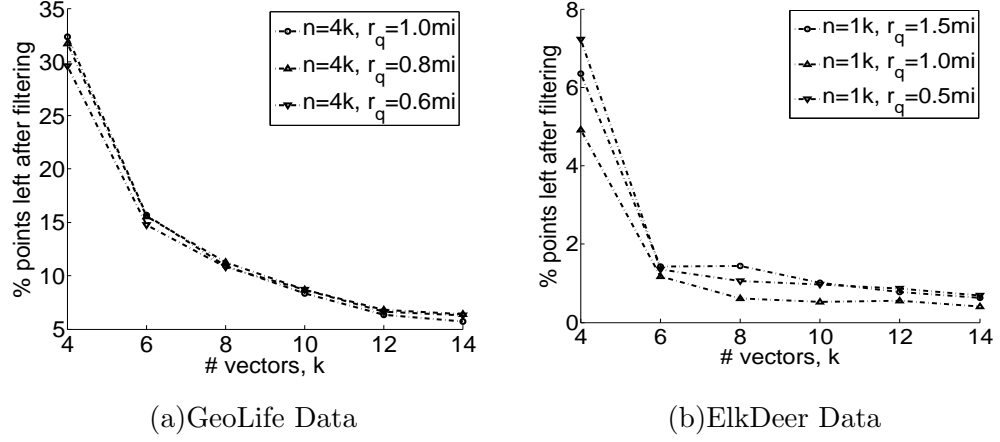 % points left after filtering
35
30
25
20
15
10
5
4 6 8 10 12 14
# vectors, k
n=4k, r_q=1.0mi
n=4k, r_q=0.8mi
n=4k, r_q=0.6mi
(a)GeoLife Data
% points left after filtering
8
6
4
2
0
4 6 8 10 12 14
# vectors, k
n=1k, r_q=1.5mi
n=1k, r_q=1.0mi
n=1k, r_q=0.5mi
(b)ElkDeer Data